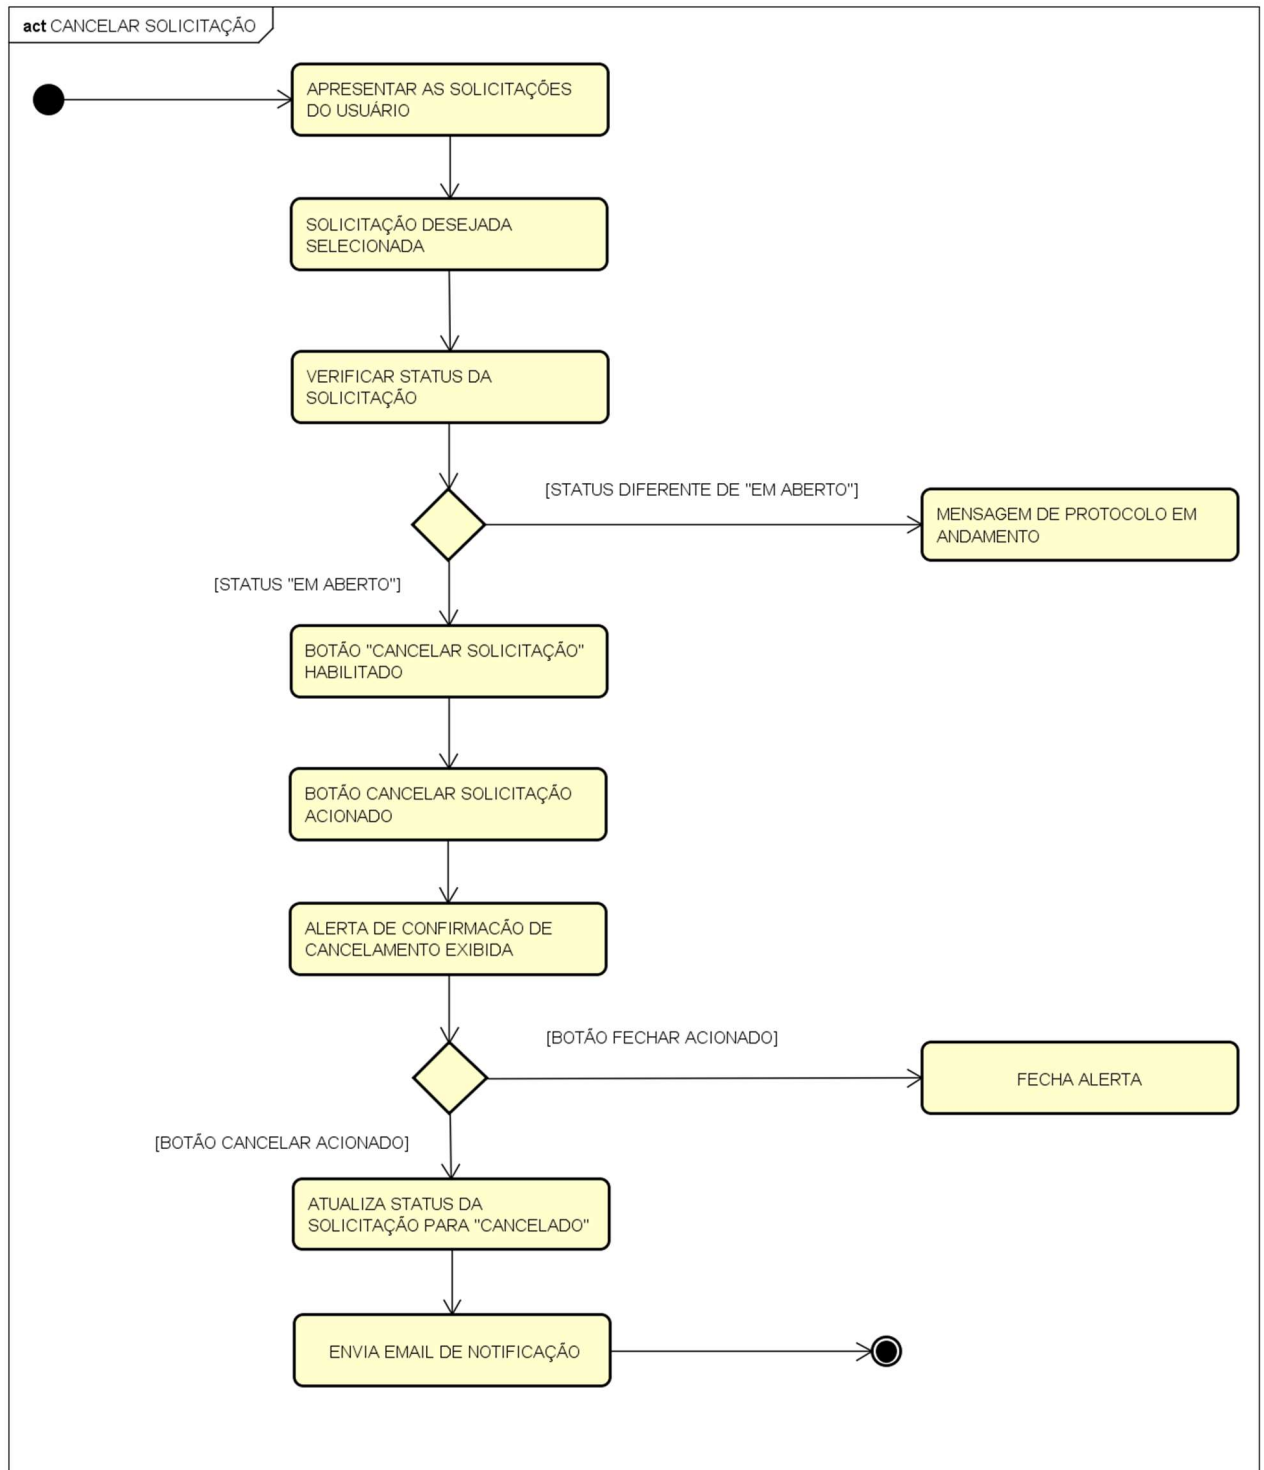 act CANCELAR SOLICITAÇÃO
APRESENTAR AS SOLICITAÇÕES
DO USUÁRIO
SOLICITAÇÃO DESEJADA
SELECIONADA
VERIFICAR STATUS DA
SOLICITAÇÃO
[STATUS DIFERENTE DE "EM ABERTO"]
MENSAGEM DE PROTOCOLO EM
ANDAMENTO
[STATUS "EM ABERTO"]
BOTÃO "CANCELAR SOLICITAÇÃO"
HABILITADO
BOTÃO CANCELAR SOLICITAÇÃO
ACIONADO
ALERTA DE CONFIRMACÃO DE
CANCELAMENTO EXIBIDA
[BOTÃO FECHAR ACIONADO]
FECHA ALERTA
[BOTÃO CANCELAR ACIONADO]
ATUALIZA STATUS DA
SOLICITAÇÃO PARA "CANCELADO"
ENVIA EMAIL DE NOTIFICAÇÃO